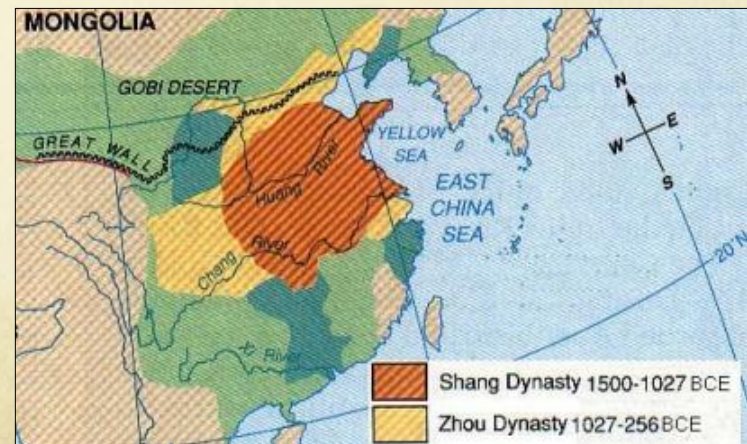 MONGOLIA
GOBI DESERT
GREAT WALL
Huang River
YELLOW
SEA
EAST
CHINA
SEA
Chang River
Xi River
N
W E
S
20°N
Shang Dynasty 1500-1027 BCE
Zhou Dynasty 1027-256 BCE